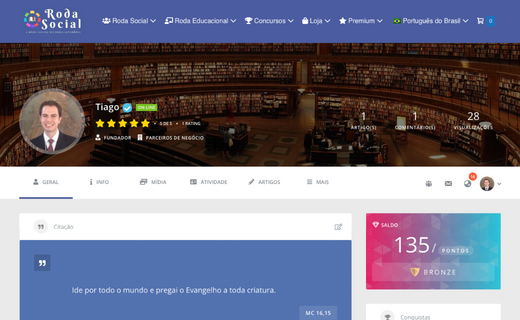 Roda Social
Roda Social
Roda Educacional
Concursos
Loja
Premium
Português do Brasil
0
Tiago
ON-LINE
5 DE 5
1 RATING
FUNDADOR
PARCEIROS DE NEGÓCIO
1
ARTIGO(S)
1
COMENTÁRIO(S)
28
VISUALIZAÇÕES
GERAL
INFO
MÍDIA
ATIVIDADE
ARTIGOS
MAIS
Citação
Ide por todo o mundo e pregai o Evangelho a toda criatura.
MC 16,15
SALDO
135/ PONTOS
BRONZE
Conquistas